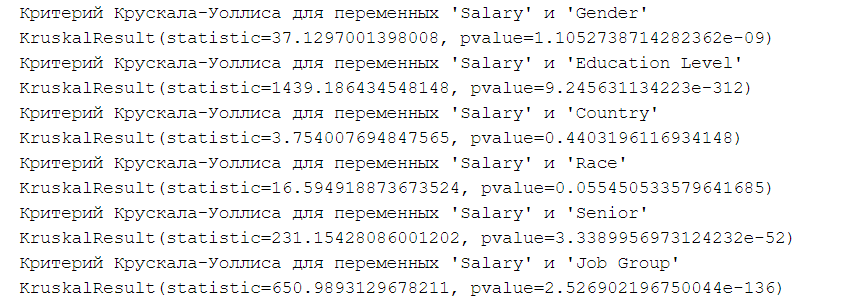 Критерий Крускала-Уоллиса для переменных 'Salary' и 'Gender'
KruskalResult(statistic=37.1297001398008, pvalue=1.1052738714282362e-09)
Критерий Крускала-Уоллиса для переменных 'Salary' и 'Education Level'
KruskalResult(statistic=1439.186434548148, pvalue=9.245631134223e-312)
Критерий Крускала-Уоллиса для переменных 'Salary' и 'Country'
KruskalResult(statistic=3.754007694847565, pvalue=0.4403196116934148)
Критерий Крускала-Уоллиса для переменных 'Salary' и 'Race'
KruskalResult(statistic=16.594918873673524, pvalue=0.055450533579641685)
Критерий Крускала-Уоллиса для переменных 'Salary' и 'Senior'
KruskalResult(statistic=231.15428086001202, pvalue=3.3389956973124232e-52)
Критерий Крускала-Уоллиса для переменных 'Salary' и 'Job Group'
KruskalResult(statistic=650.9893129678211, pvalue=2.526902196750044e-136)